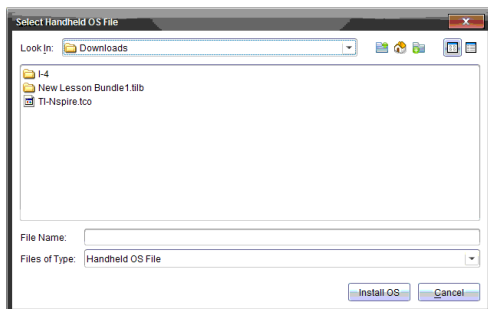 Select Handheld OS File
Look In: Downloads
I-4
New Lesson Bundle1.tilb
TI-Nspire.tco
File Name:
Files of Type: Handheld OS File
Install OS Cancel